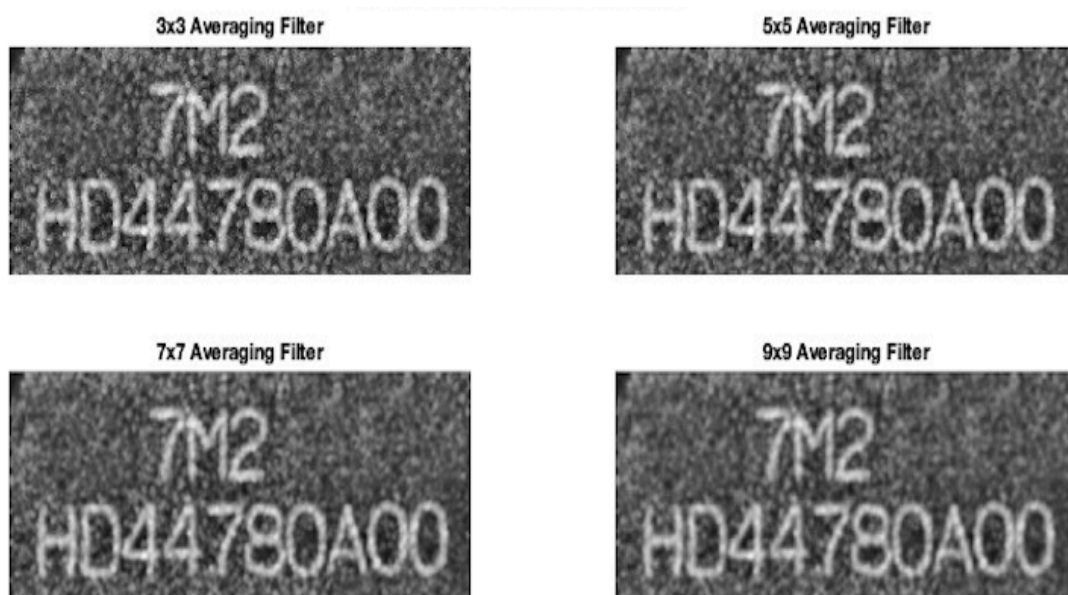 3x3 Averaging Filter
5x5 Averaging Filter
7M2
HD44780A00
7M2
HD44780A00
7x7 Averaging Filter
9x9 Averaging Filter
7M2
HD44780A00
7M2
HD44780A00